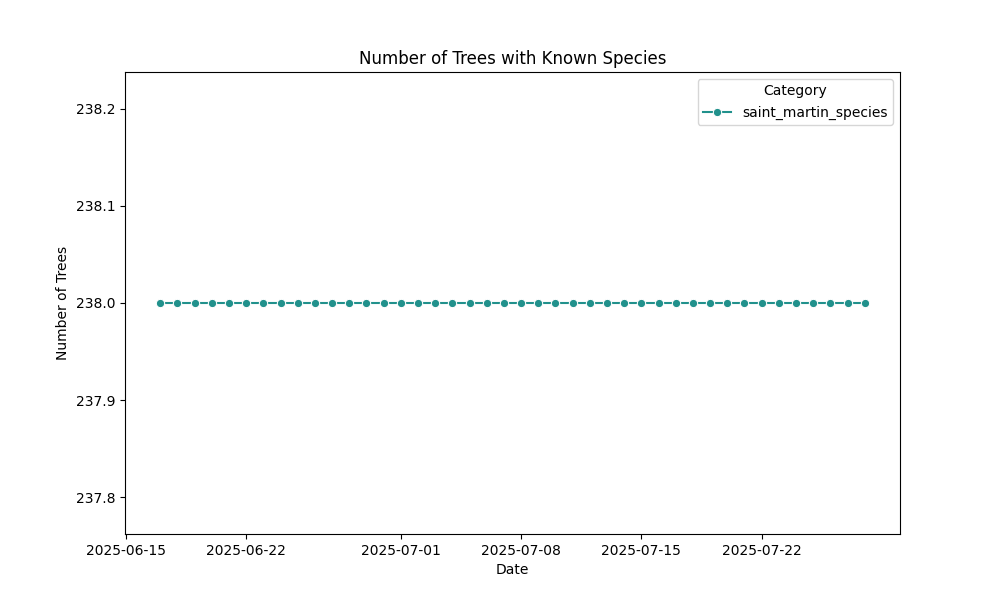 Number of Trees with Known Species
Category
saint_martin_species
238.2
238.1
238.0
237.9
237.8
Number of Trees
2025-06-15 2025-06-22 2025-07-01 2025-07-08 2025-07-15 2025-07-22
Date